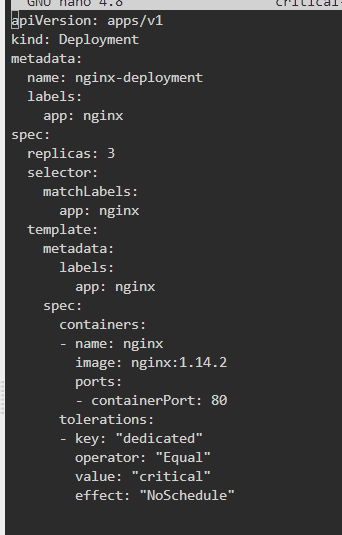 GNU nano 4.8 critical-
apiVersion: apps/v1
kind: Deployment
metadata:
  name: nginx-deployment
  labels:
    app: nginx
spec:
  replicas: 3
  selector:
    matchLabels:
      app: nginx
  template:
    metadata:
      labels:
        app: nginx
    spec:
      containers:
      - name: nginx
        image: nginx:1.14.2
        ports:
        - containerPort: 80
      tolerations:
      - key: "dedicated"
        operator: "Equal"
        value: "critical"
        effect: "NoSchedule"